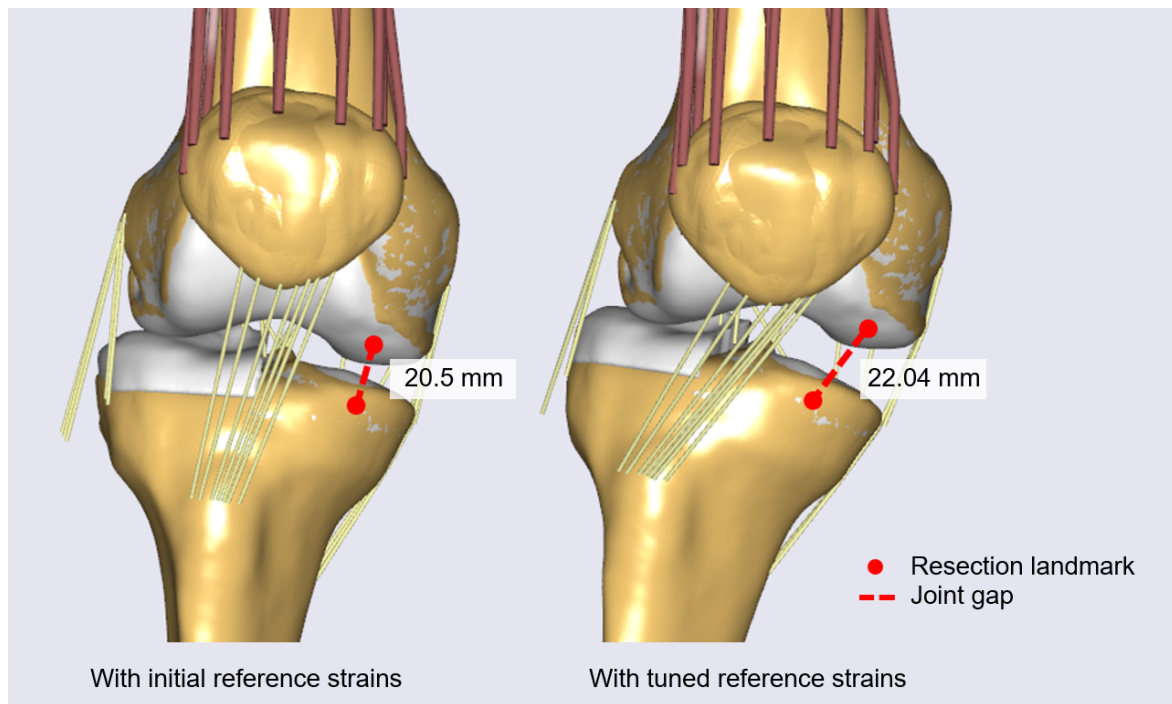 20.5 mm
22.04 mm
Resection landmark
Joint gap
With initial reference strains
With tuned reference strains